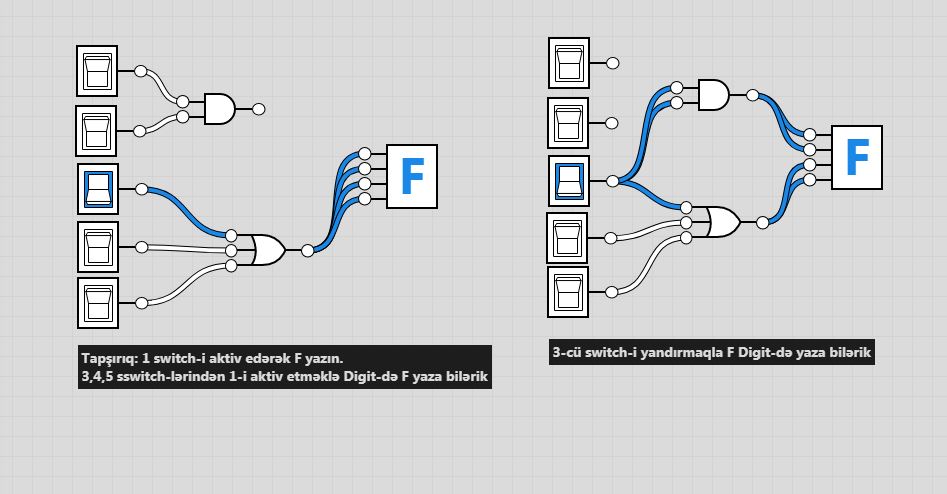 F
F
Tapşırıq: 1 switch-i aktiv edərək F yazın.
3,4,5 sswitch-lərindən 1-i aktiv etməklə Digit-də F yaza bilərik
3-cü switch-i yandırmaqla F Digit-də yaza bilərik